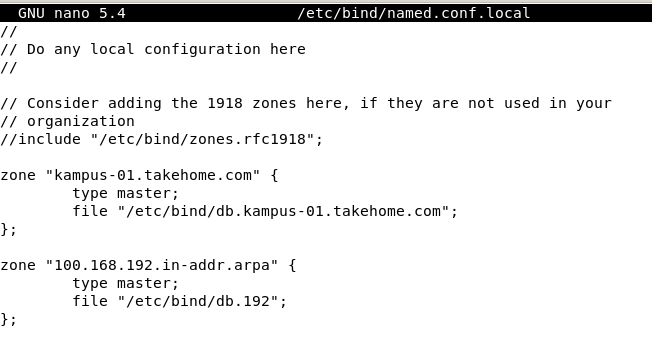 GNU nano 5.4 /etc/bind/named.conf.local
//
// Do any local configuration here
//
// Consider adding the 1918 zones here, if they are not used in your
// organization
//include "/etc/bind/zones.rfc1918";
zone "kampus-01.takehome.com" {
type master;
file "/etc/bind/db.kampus-01.takehome.com";
};
zone "100.168.192.in-addr.arpa" {
type master;
file "/etc/bind/db.192";
};